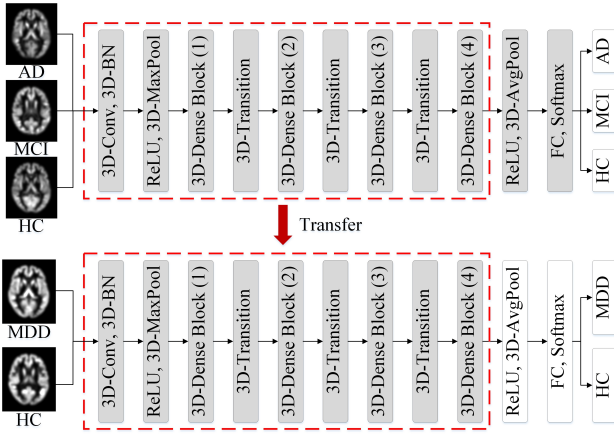 AD
MCI
HC
3D-Conv, 3D-BN
ReLU, 3D-MaxPool
3D-Dense Block (1)
3D-Transition
3D-Dense Block (2)
3D-Transition
3D-Dense Block (3)
3D-Transition
3D-Dense Block (4)
ReLU, 3D-AvgPool
FC, Softmax
AD
MCI
HC
Transfer
MDD
HC
3D-Conv, 3D-BN
ReLU, 3D-MaxPool
3D-Dense Block (1)
3D-Transition
3D-Dense Block (2)
3D-Transition
3D-Dense Block (3)
3D-Transition
3D-Dense Block (4)
ReLU, 3D-AvgPool
FC, Softmax
MDD
HC